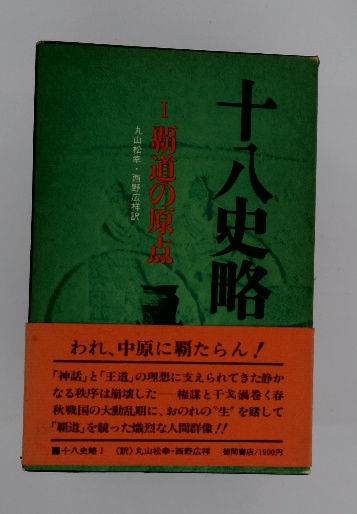 十八史略
I
覇道の原点
丸山松幸・西野広祥訳
われ、中原に覇たらん!
「神話」と「王道」の理想に支えられてきた静か
なる秩序は崩壊した――権謀と干戈渦巻く春
秋戦国の大動乱期に、おのれの"生"を賭して
「覇道」を競った熾烈な人間群像!!
■十八史略I 〈訳〉丸山松幸・西野広祥 徳間書店/1900円